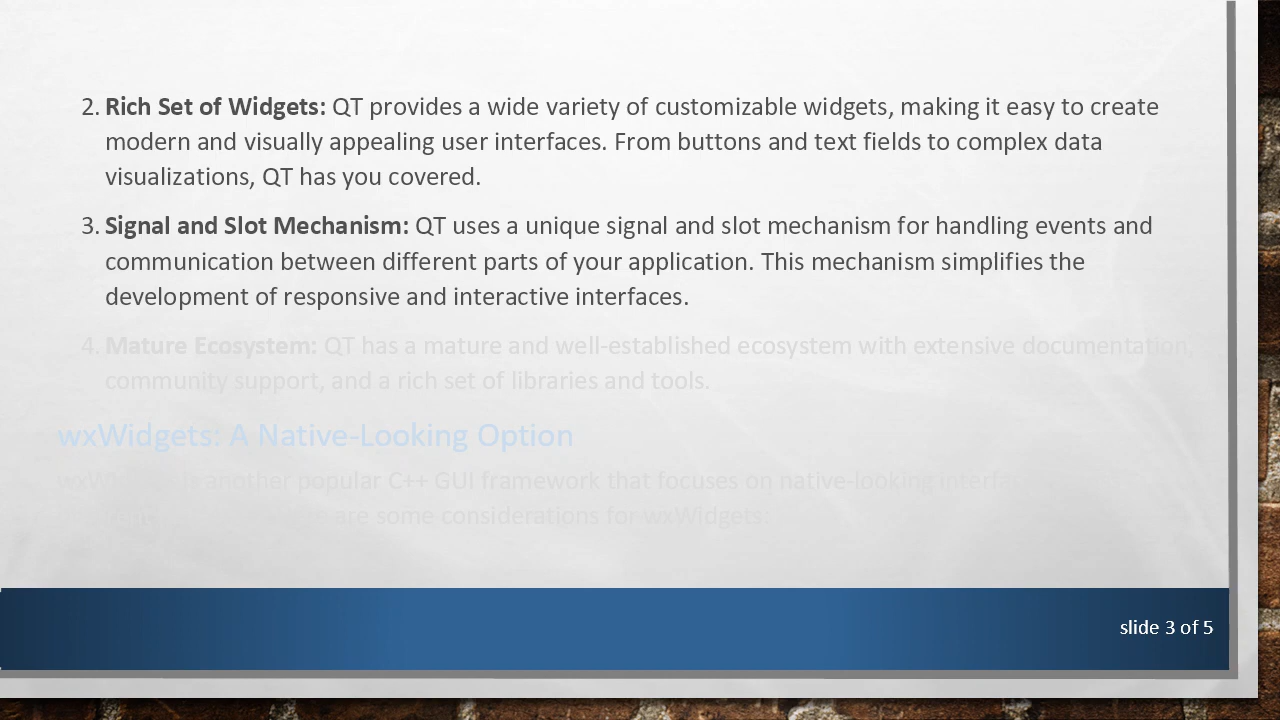 2. Rich Set of Widgets: QT provides a wide variety of customizable widgets, making it easy to create
modern and visually appealing user interfaces. From buttons and text fields to complex data
visualizations, QT has you covered.
3. Signal and Slot Mechanism: QT uses a unique signal and slot mechanism for handling events and
communication between different parts of your application. This mechanism simplifies the
development of responsive and interactive interfaces.
4. Mature Ecosystem: QT has a mature and well-established ecosystem with extensive documentation,
community support, and a rich set of libraries and tools.
wxWidgets: A Native-Looking Option
another popular C++ GUI framework that focuses on native-looking
are some considerations for wxWidgets:
slide 3 of 5